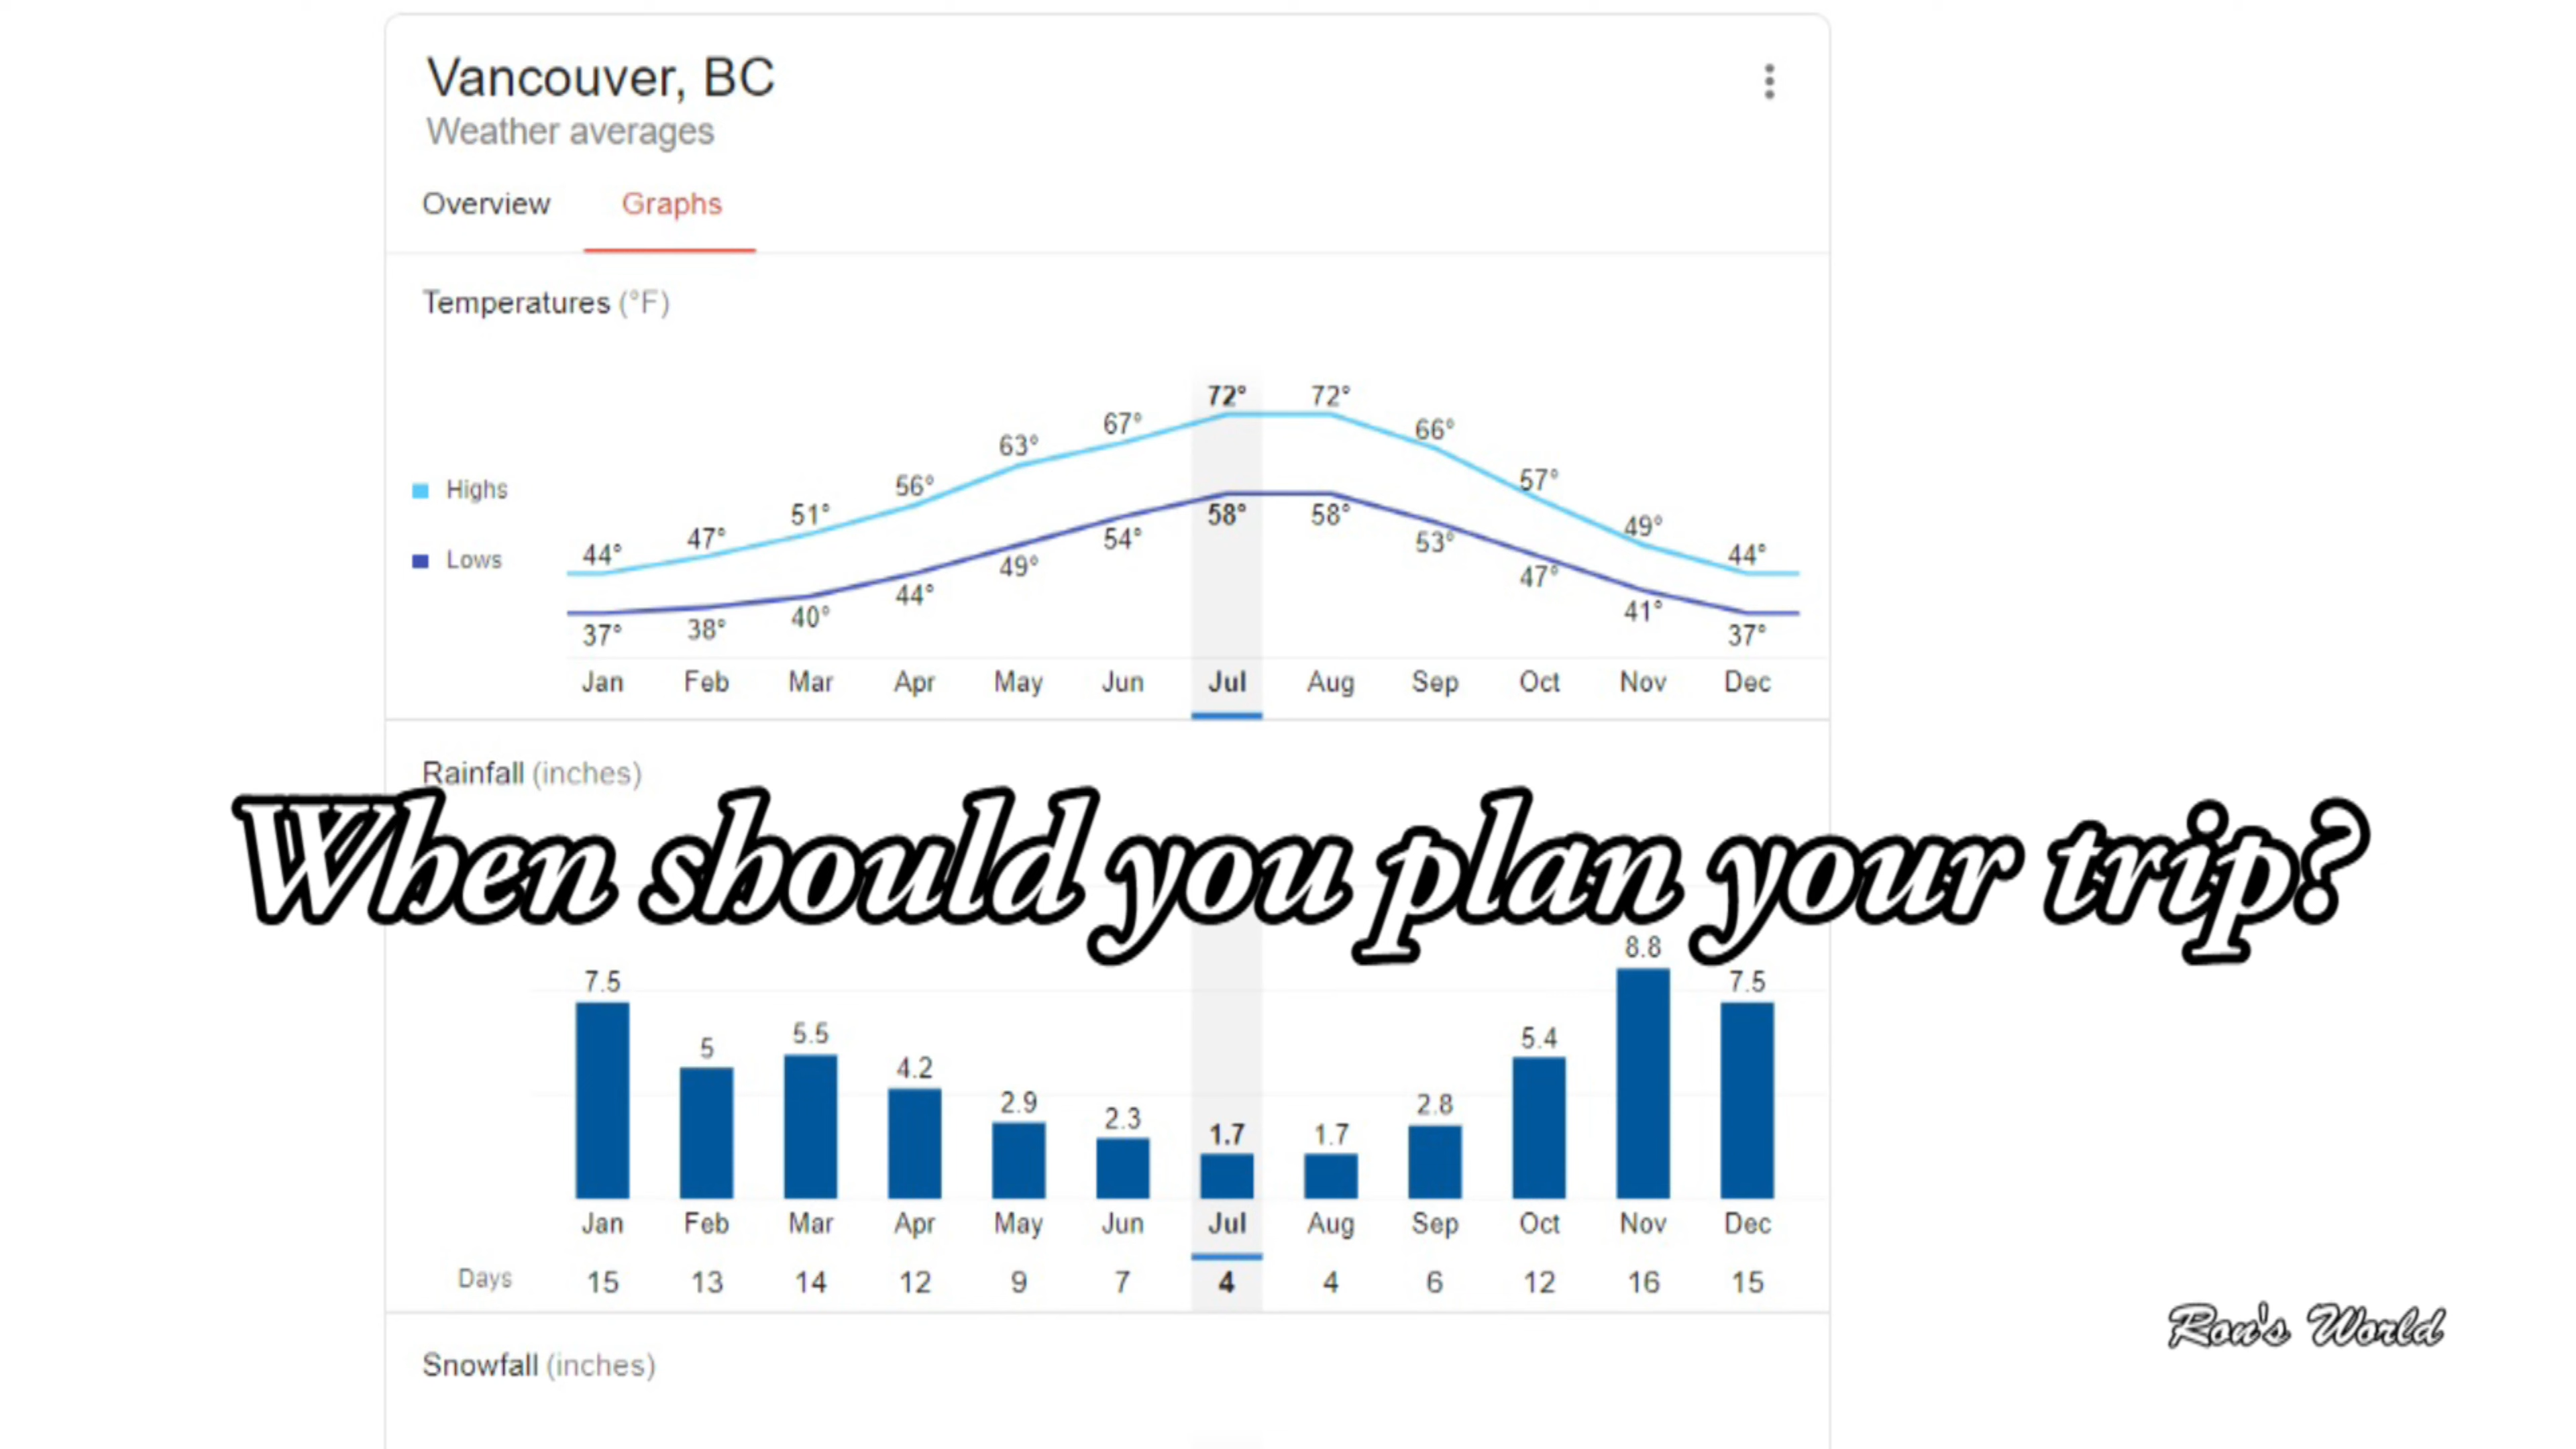 Vancouver, BC
Weather averages
Overview Graphs
Temperatures (°F)
72° 72°
67° 66°
63°
56° 57°
51° 49°
47°
44° 44°
Highs
Lows
58° 58°
54° 53°
49° 47°
44° 41°
40°
38°
37° 37°
Jan Feb Mar Apr May Jun Jul Aug Sep Oct Nov Dec
Rainfall (inches)
When should you plan your trip?
7.5 5 5.5 4.2 2.9 2.3 1.7 1.7 2.8 5.4 8.8 7.5
Jan Feb Mar Apr May Jun Jul Aug Sep Oct Nov Dec
Days 15 13 14 12 9 7 4 4 6 12 16 15
Ron's World
Snowfall (inches)